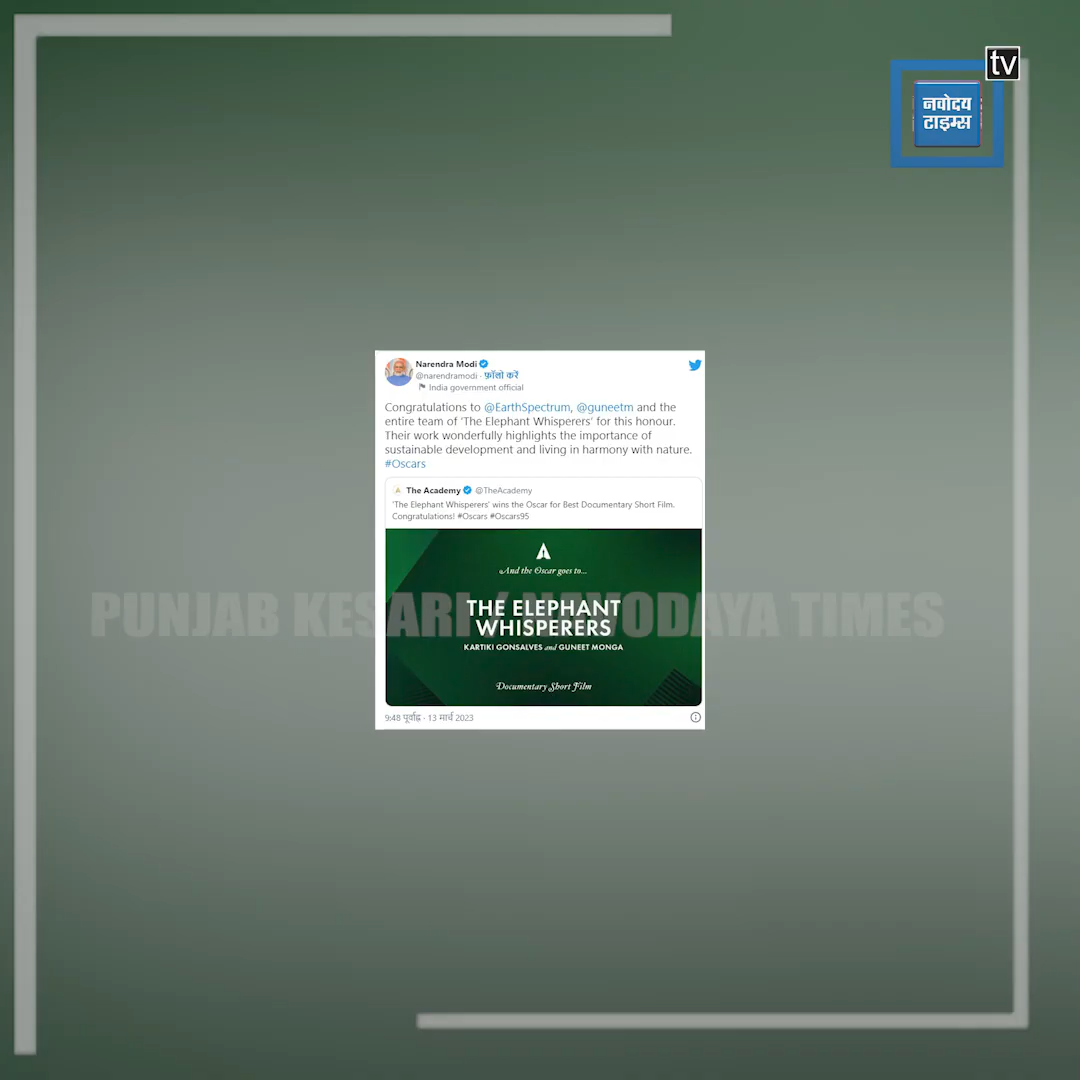 tv
नवोदय
टाइम्स
Narendra Modi
@narendramodi · फ़ॉलो करें
India government official
Congratulations to @EarthSpectrum, @guneetm and the
entire team of 'The Elephant Whisperers' for this honour.
Their work wonderfully highlights the importance of
sustainable development and living in harmony with nature.
#Oscars
The Academy @TheAcademy
'The Elephant Whisperers' wins the Oscar for Best Documentary Short Film.
Congratulations! #Oscars #Oscars95
And the Oscar goes to...
PUNJAB KESARI / NAVODAYA TIMES
THE ELEPHANT
WHISPERERS
KARTIKI GONSALVES and GUNEET MONGA
Documentary Short Film
9:48 पूर्वाह्न · 13 मार्च 2023